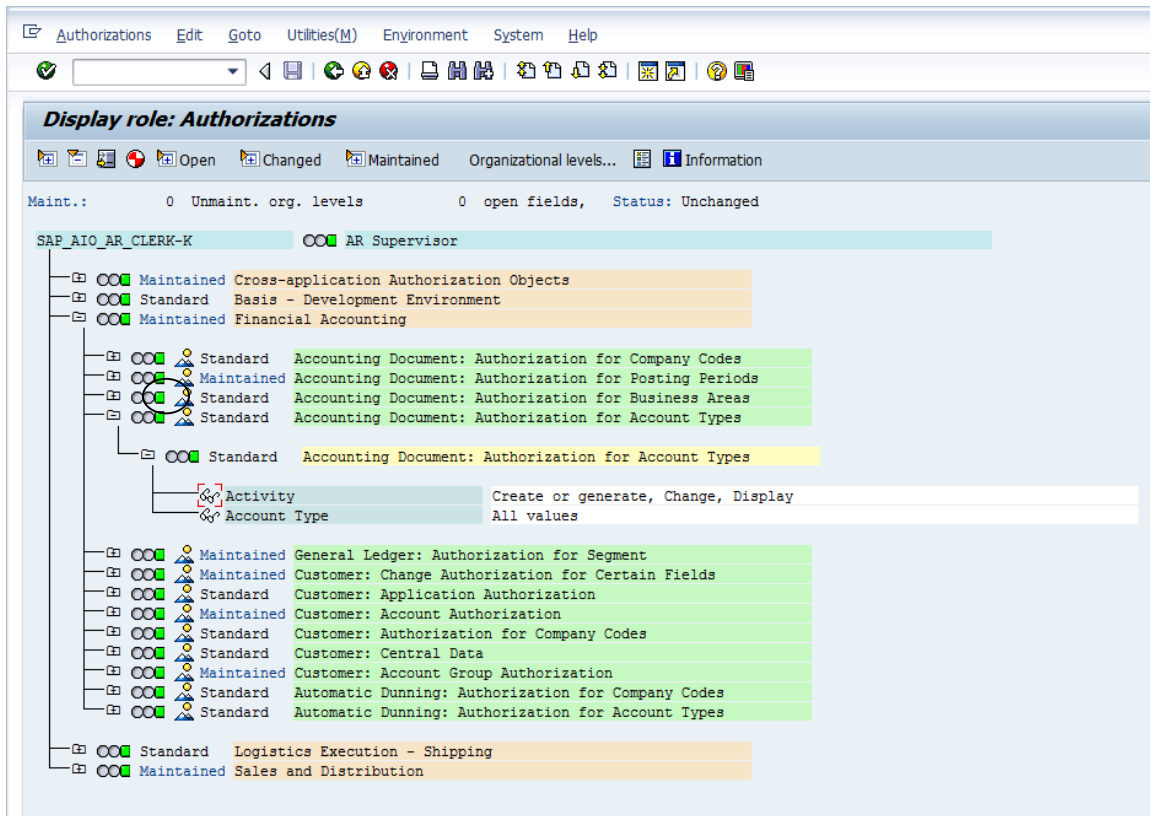 Authorizations Edit Goto Utilities(M) Environment System Help
Display role: Authorizations
Open Changed Maintained Organizational levels... Information
Maint.: 0 Unmaint. org. levels 0 open fields, Status: Unchanged
SAP_AIO_AR_CLERK-K AR Supervisor
Maintained Cross-application Authorization Objects
Standard Basis - Development Environment
Maintained Financial Accounting
Standard Accounting Document: Authorization for Company Codes
Maintained Accounting Document: Authorization for Posting Periods
Standard Accounting Document: Authorization for Business Areas
Standard Accounting Document: Authorization for Account Types
Standard Accounting Document: Authorization for Account Types
Activity Create or generate, Change, Display
Account Type All values
Maintained General Ledger: Authorization for Segment
Maintained Customer: Change Authorization for Certain Fields
Standard Customer: Application Authorization
Maintained Customer: Account Authorization
Standard Customer: Authorization for Company Codes
Standard Customer: Central Data
Maintained Customer: Account Group Authorization
Standard Automatic Dunning: Authorization for Company Codes
Standard Automatic Dunning: Authorization for Account Types
Standard Logistics Execution - Shipping
Maintained Sales and Distribution